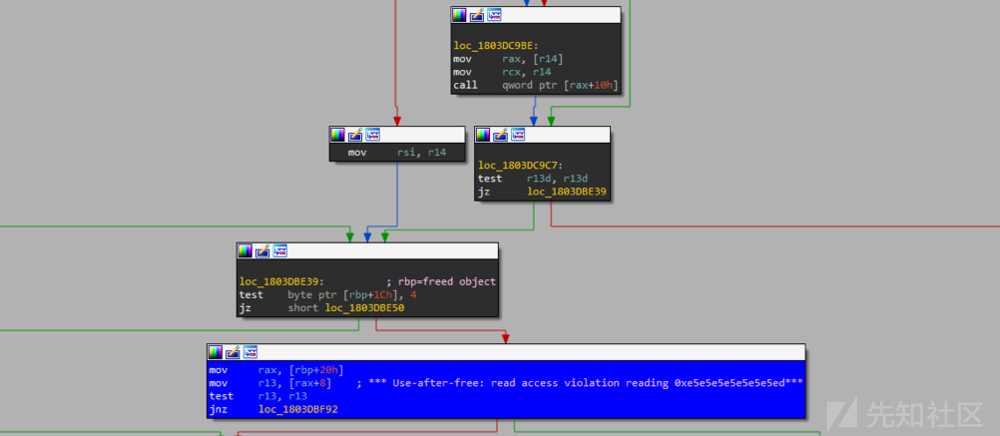 loc_1803DC9BE:
mov rax, [r14]
mov rcx, r14
call qword ptr [rax+10h]
mov rsi, r14
loc_1803DC9C7:
test r13d, r13d
jz loc_1803DBE39
loc_1803DBE39: ; rbp=freed object
test byte ptr [rbp+1Ch], 4
jz short loc_1803DBE50
mov rax, [rbp+20h]
mov r13, [rax+8] ; *** Use-after-free: read access violation reading 0xe5e5e5e5e5e5e5ed***
test r13, r13
jnz loc_1803DBF92
先知社区